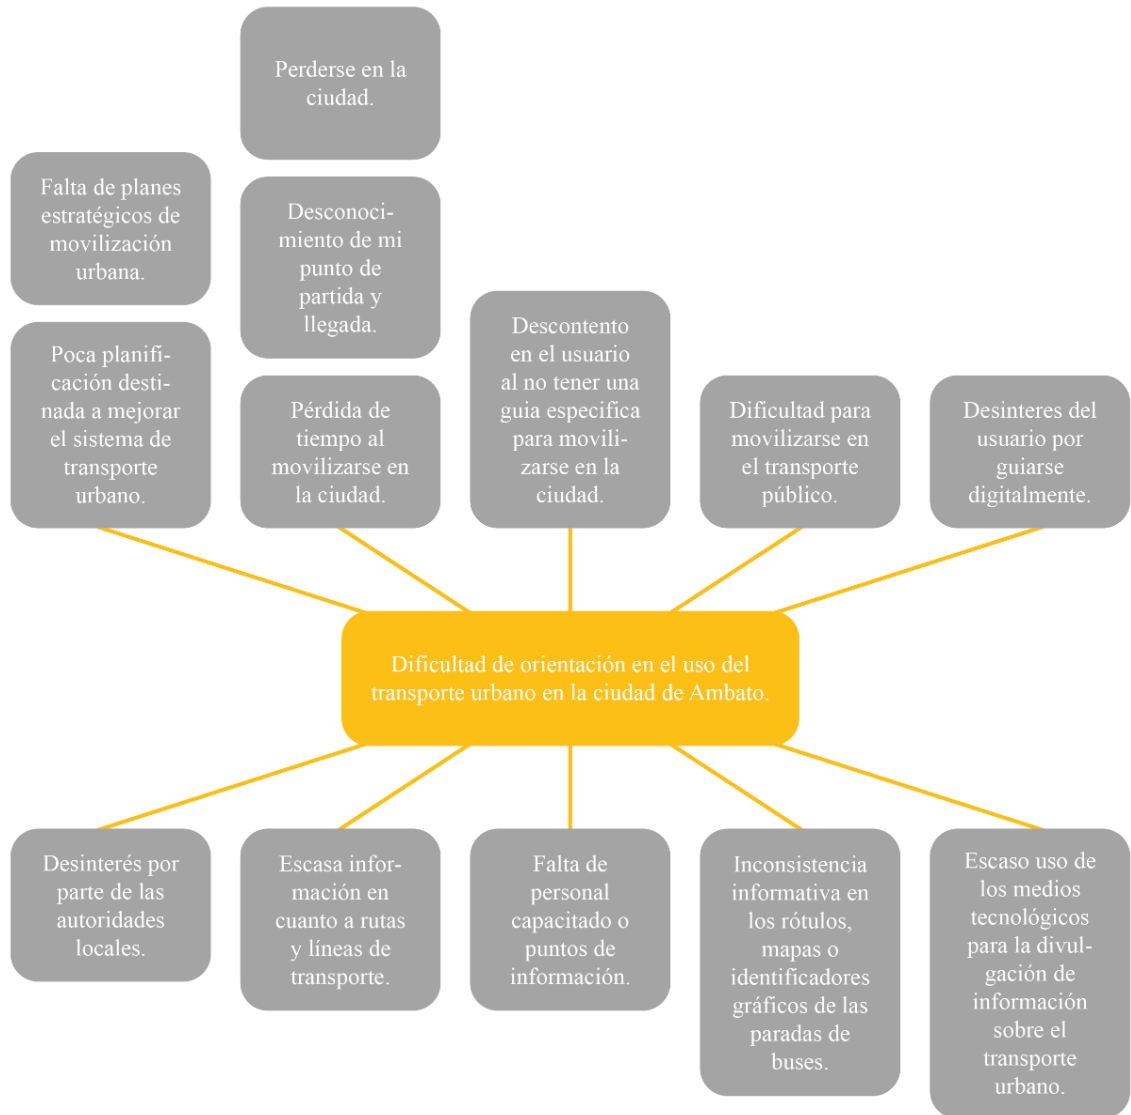 Perderse en la
ciudad.
Falta de planes
estratégicos de
movilización
urbana.
Desconoci-
miento de mi
punto de
partida y
llegada.
Poca planifi-
cación desti-
nada a mejorar
el sistema de
transporte
urbano.
Pérdida de
tiempo al
movilizarse en
la ciudad.
Descontento
en el usuario
al no tener una
guia especifica
para movili-
zarse en la
ciudad.
Dificultad para
movilizarse en
el transporte
público.
Desinteres del
usuario por
guiarse
digitalmente.
Dificultad de orientación en el uso del
transporte urbano en la ciudad de Ambato.
Desinterés por
parte de las
autoridades
locales.
Escasa infor-
mación en
cuanto a rutas
y líneas de
transporte.
Falta de
personal
capacitado o
puntos de
información.
Inconsistencia
informativa en
los rótulos,
mapas o
identificadores
gráficos de las
paradas de
buses.
Escaso uso de
los medios
tecnológicos
para la divul-
gación de
información
sobre el
transporte
urbano.